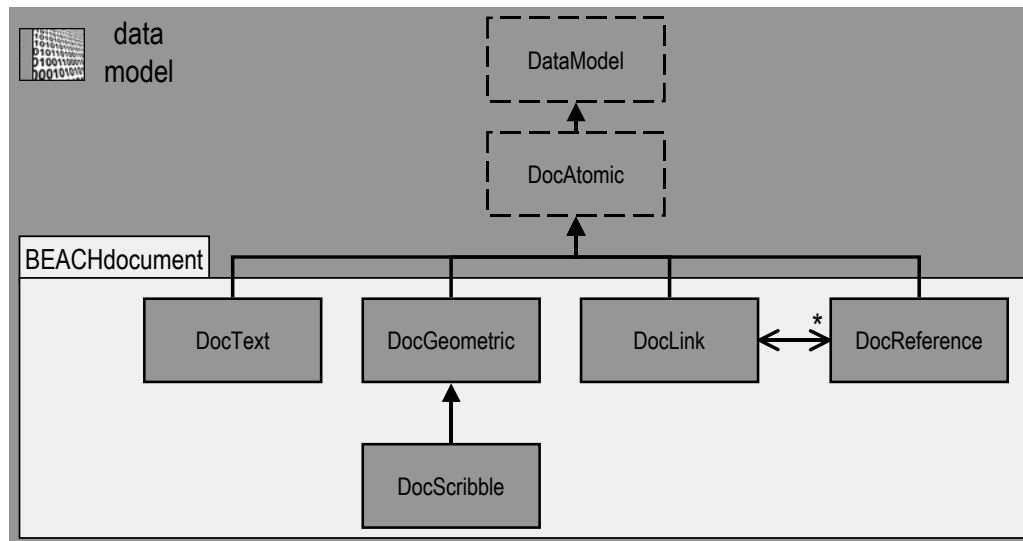 data
model
DataModel
DocAtomic
BEACHdocument
DocText
DocGeometric
DocLink
*
DocReference
DocScribble